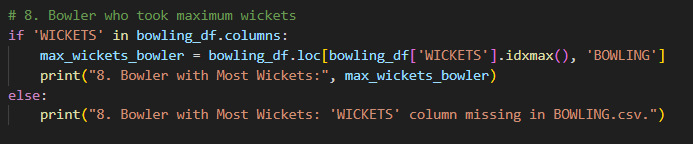 # 8. Bowler who took maximum wickets
if 'WICKETS' in bowling_df.columns:
    max_wickets_bowler = bowling_df.loc[bowling_df['WICKETS'].idxmax(), 'BOWLING']
    print("8. Bowler with Most Wickets:", max_wickets_bowler)
else:
    print("8. Bowler with Most Wickets: 'WICKETS' column missing in BOWLING.csv.")